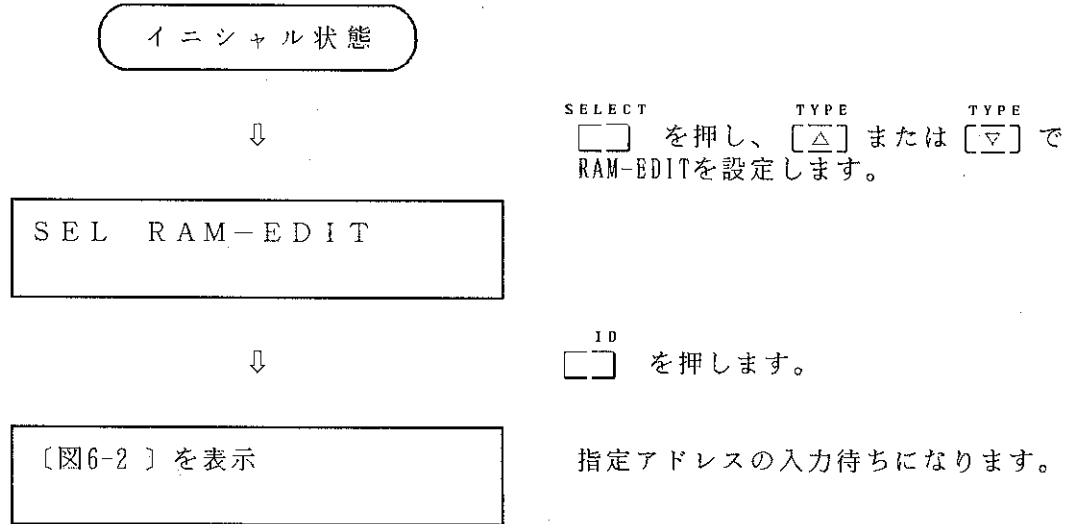 イニシャル状態
⇩
SELECT TYPE TYPE
を押し、 [△] または [▽] で
RAM-EDITを設定します。
SEL RAM-EDIT
⇩
ID
を押します。
〔図6-2 〕を表示
指定アドレスの入力待ちになります。